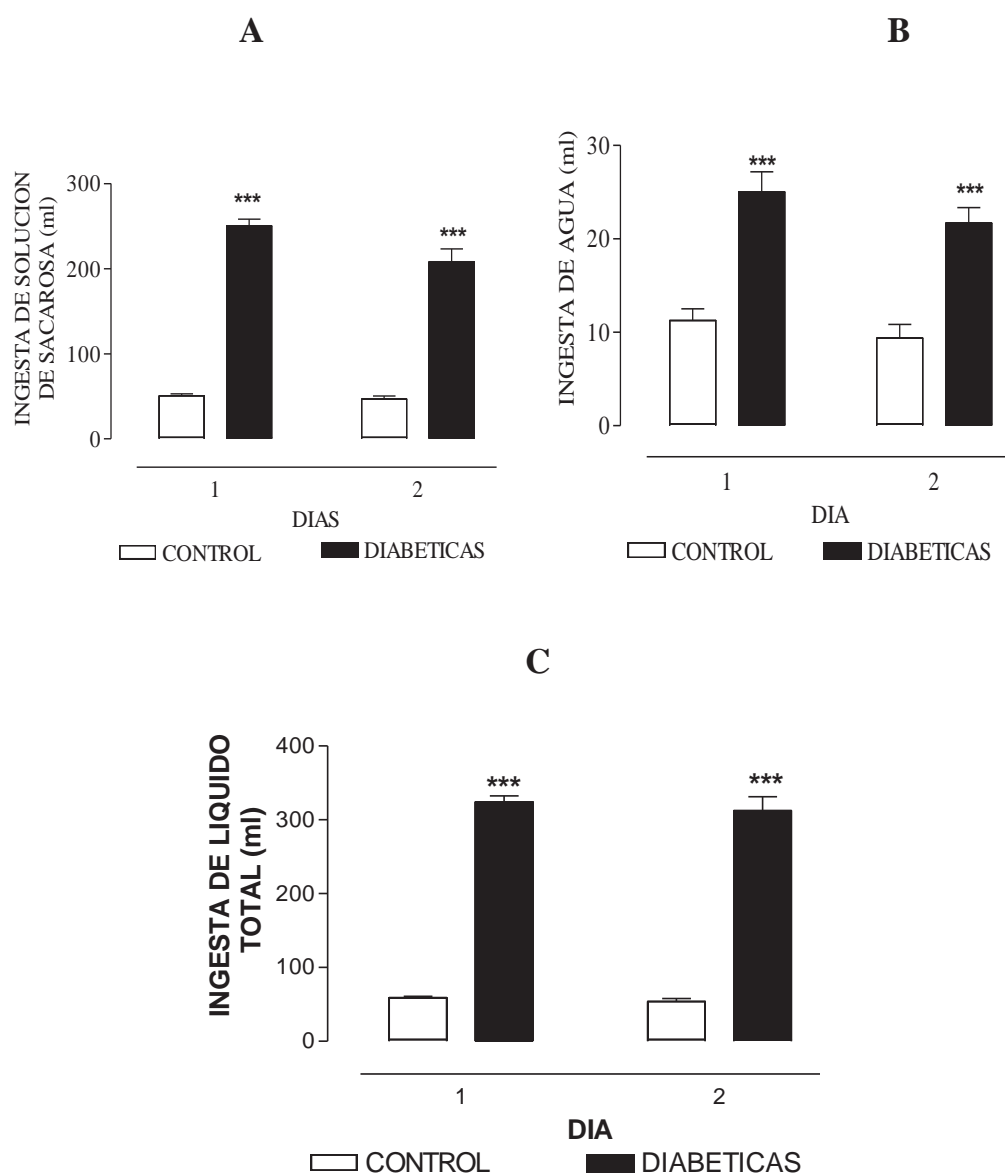 A
B
INGESTA DE SOLUCION
DE SACAROSA (ml)
300
200
100
0
***
***
1
2
DIAS
CONTROL
DIABETICAS
INGESTA DE AGUA (ml)
30
20
10
0
***
***
1
2
DIA
CONTROL
DIABETICAS
C
INGESTA DE LIQUIDO
TOTAL (ml)
400
300
200
100
0
***
***
1
2
DIA
CONTROL
DIABETICAS